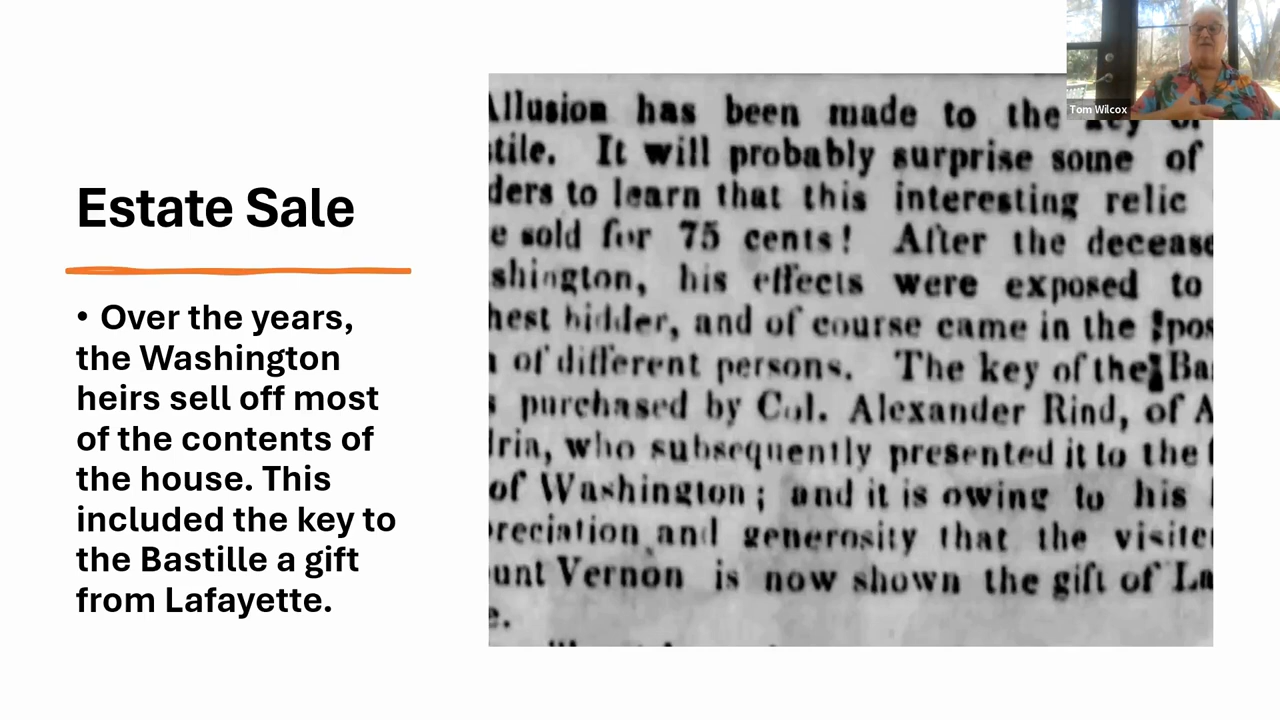 Estate Sale
• Over the years,
the Washington
heirs sell off most
of the contents of
the house. This
included the key to
the Bastille a gift
from Lafayette.
Allusion has been made to the key of
stile. It will probably surprise some of
ders to learn that this interesting relic
e sold for 75 cents! After the decease
shington, his effects were exposed to
hest bidder, and of course came in the pos
n of different persons. The key of the Ba
s purchased by Col. Alexander Rind, of A
dria, who subsequently presented it to the
of Washington; and it is owing to his
preciation and generosity that the visiter
unt Vernon is now shown the gift of La
e.
Tom Wilcox